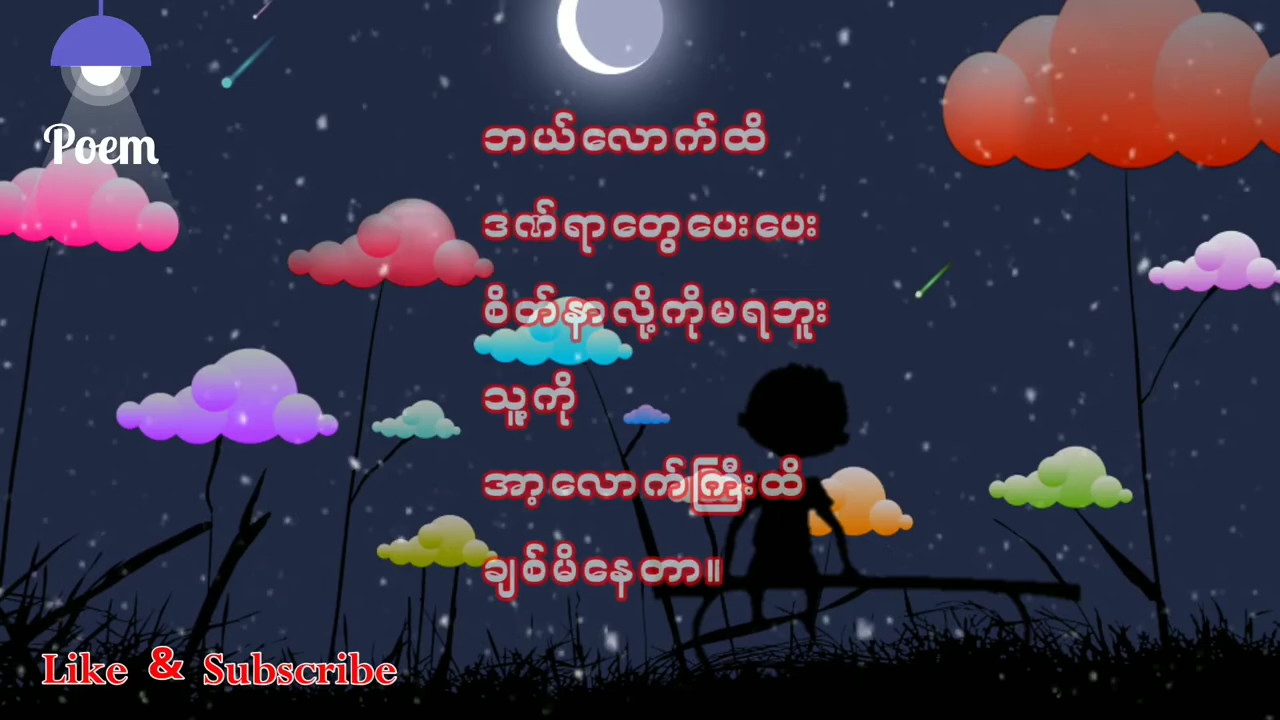 Poem
ဘယ်လောက်ထိ
ဒဏ်ရာတွေပေးပေး
စိတ်နာလို့ကိုမရဘူး
သူ့ကို
အာ့လောက်ကြီးထိ
ချစ်မိနေတာ။
Like & Subscribe